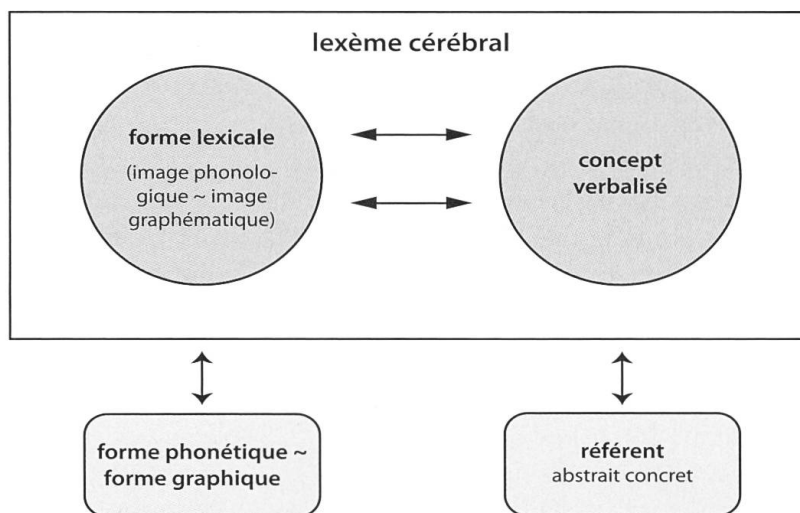 lexème cérébral
forme lexicale
(image phonolo-
gique ~ image
graphématique)
concept
verbalisé
forme phonétique ~
forme graphique
référent
abstrait concret